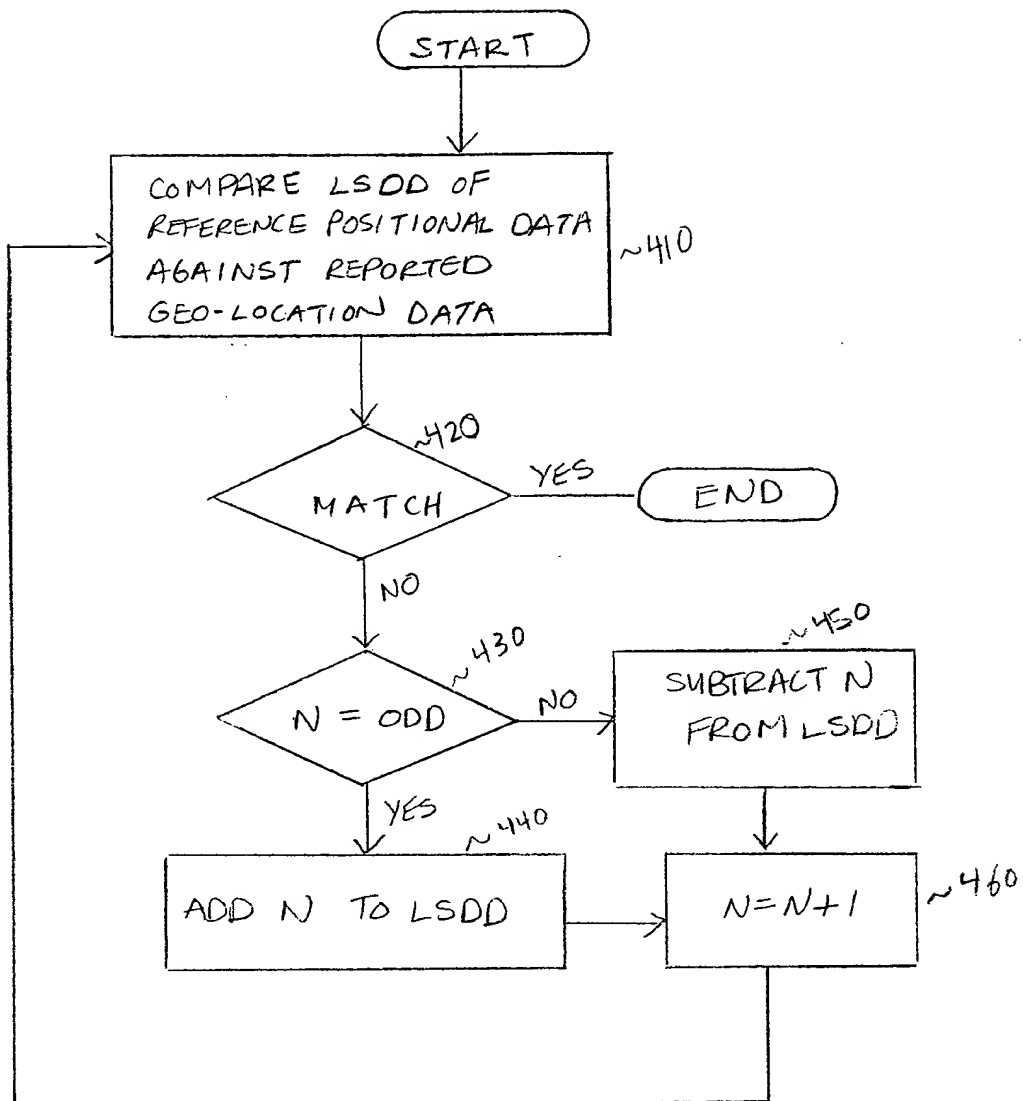 START
COMPARE LSDD OF
REFERENCE POSITIONAL DATA
AGAINST REPORTED
GEO-LOCATION DATA
~410
~420
MATCH
YES
END
NO
~430
N = ODD
NO
~450
SUBTRACT N
FROM LSDD
YES
~440
ADD N TO LSDD
N=N+1
~460